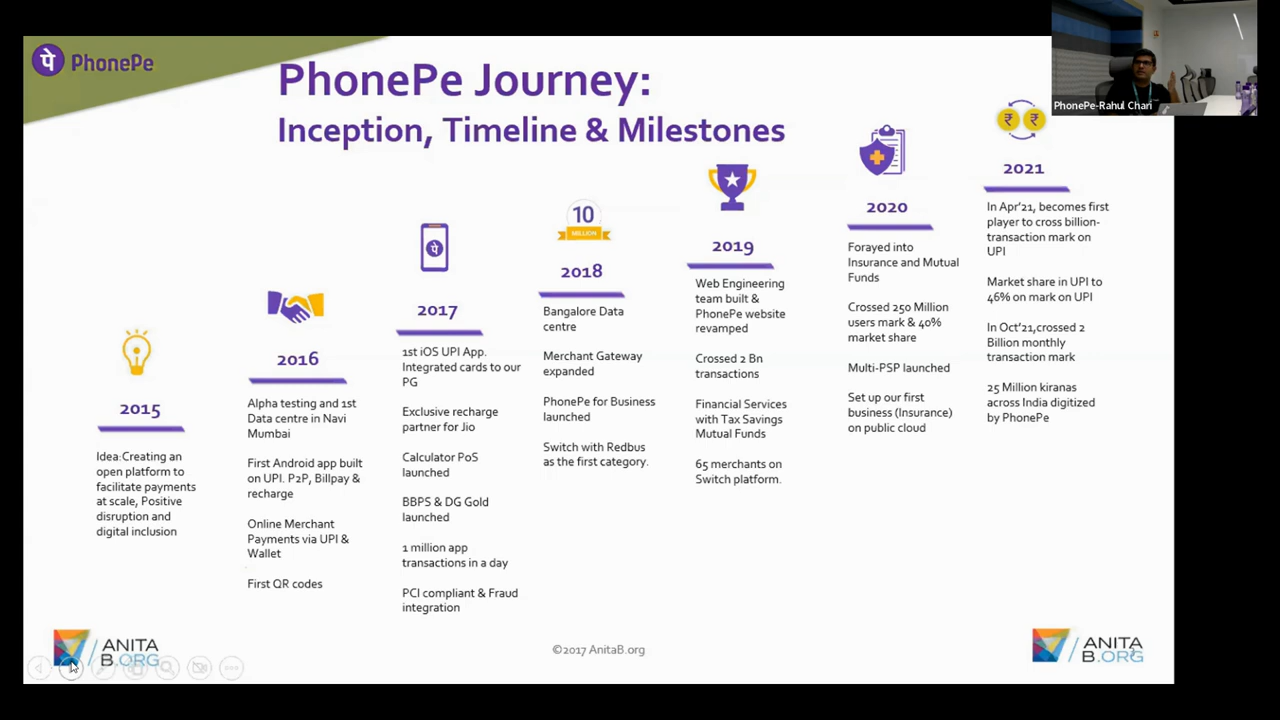 पे PhonePe
PhonePe Journey:
Inception, Timeline & Milestones
PhonePe-Rahul Chari
2015
Idea:Creating an
open platform to
facilitate payments
at scale, Positive
disruption and
digital inclusion
2016
Alpha testing and 1st
Data centre in Navi
Mumbai
First Android app built
on UPI. P2P, Billpay &
recharge
Online Merchant
Payments via UPI &
Wallet
First QR codes
पे
2017
1st iOS UPI App.
Integrated cards to our
PG
Exclusive recharge
partner for Jio
Calculator PoS
launched
BBPS & DG Gold
launched
1 million app
transactions in a day
PCI compliant & Fraud
integration
10
MILLION
2018
Bangalore Data
centre
Merchant Gateway
expanded
PhonePe for Business
launched
Switch with Redbus
as the first category.
2019
Web Engineering
team built &
PhonePe website
revamped
Crossed 2 Bn
transactions
Financial Services
with Tax Savings
Mutual Funds
65 merchants on
Switch platform.
2020
Forayed into
Insurance and Mutual
Funds
Crossed 250 Million
users mark & 40%
market share
Multi-PSP launched
Set up our first
business (Insurance)
on public cloud
₹ ₹
2021
In Apr'21, becomes first
player to cross billion-
transaction mark on
UPI
Market share in UPI to
46% on mark on UPI
In Oct'21,crossed 2
Billion monthly
transaction mark
25 Million kiranas
across India digitized
by PhonePe
ANITA
B.ORG
©2017 AnitaB.org
ANITA
B.ORG